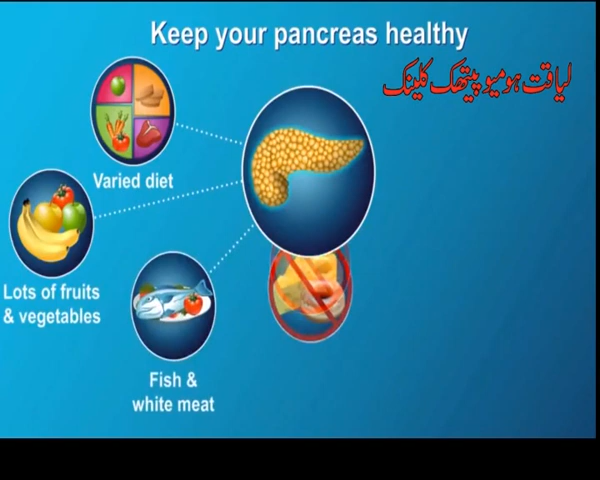 Keep your pancreas healthy
لیاقت ہومیو پیتھک کلینک
Varied diet
Lots of fruits
& vegetables
Fish &
white meat